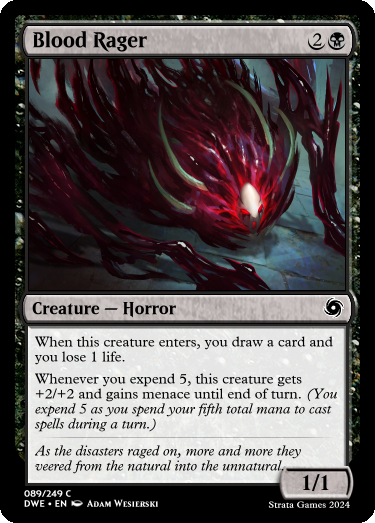 Blood Rager 2
Creature — Horror
When this creature enters, you draw a card and
you lose 1 life.
Whenever you expend 5, this creature gets
+2/+2 and gains menace until end of turn. (You
expend 5 as you spend your fifth total mana to cast
spells during a turn.)
As the disasters raged on, more and more they
veered from the natural into the unnatural.
1/1
089/249 C
DWE • EN Adam Wesierski
Strata Games 2024